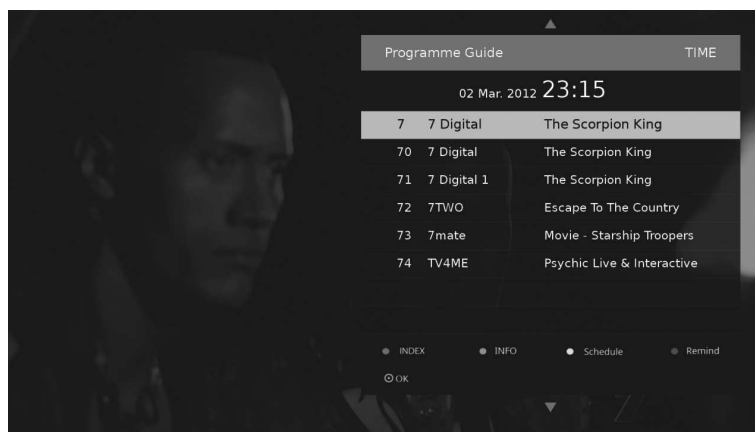 Programme Guide TIME
02 Mar. 2012 23:15
7 7 Digital The Scorpion King
70 7 Digital The Scorpion King
71 7 Digital 1 The Scorpion King
72 7TWO Escape To The Country
73 7mate Movie - Starship Troopers
74 TV4ME Psychic Live & Interactive
INDEX INFO Schedule Remind
OK